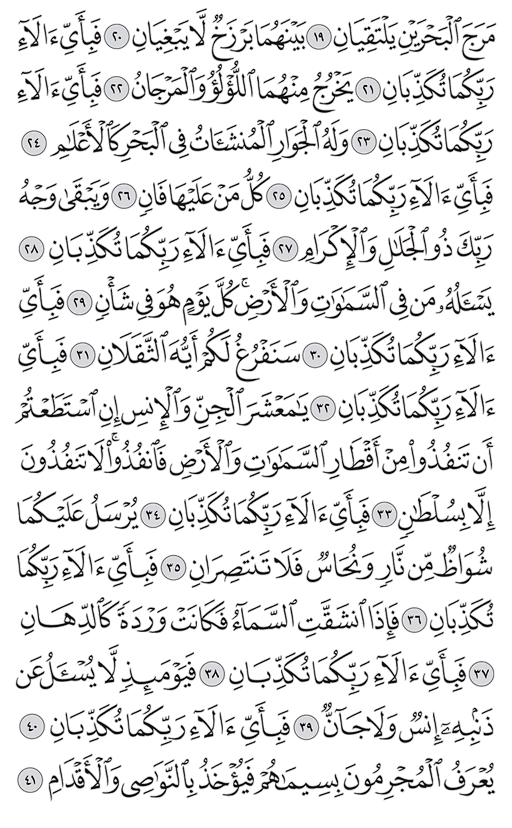 مَرَجَ ٱلْبَحْرَيْنِ يَلْتَقِيَانِ ١٩ بَيْنَهُمَا بَرْزَخٌ لَّا يَبْغِيَانِ ٢٠ فَبِأَيِّ ءَالَآءِ
رَبِّكُمَا تُكَذِّبَانِ ٢١ يَخْرُجُ مِنْهُمَا ٱللُّؤْلُؤُ وَٱلْمَرْجَانُ ٢٢ فَبِأَيِّ ءَالَآءِ
رَبِّكُمَا تُكَذِّبَانِ ٢٣ وَلَهُ ٱلْجَوَارِ ٱلْمُنشَـَٔاتُ فِى ٱلْبَحْرِ كَٱلْأَعْلَٰمِ ٢٤
فَبِأَيِّ ءَالَآءِ رَبِّكُمَا تُكَذِّبَانِ ٢٥ كُلُّ مَنْ عَلَيْهَا فَانٍ ٢٦ وَيَبْقَىٰ وَجْهُ
رَبِّكَ ذُو ٱلْجَلَٰلِ وَٱلْإِكْرَامِ ٢٧ فَبِأَيِّ ءَالَآءِ رَبِّكُمَا تُكَذِّبَانِ ٢٨
يَسْـَٔلُهُۥ مَن فِى ٱلسَّمَٰوَٰتِ وَٱلْأَرْضِۚ كُلَّ يَوْمٍ هُوَ فِى شَأْنٍ ٢٩ فَبِأَيِّ
ءَالَآءِ رَبِّكُمَا تُكَذِّبَانِ ٣٠ سَنَفْرُغُ لَكُمْ أَيُّهَ ٱلثَّقَلَانِ ٣١ فَبِأَيِّ
ءَالَآءِ رَبِّكُمَا تُكَذِّبَانِ ٣٢ يَٰمَعْشَرَ ٱلْجِنِّ وَٱلْإِنسِ إِنِ ٱسْتَطَعْتُمْ
أَن تَنفُذُوا۟ مِنْ أَقْطَارِ ٱلسَّمَٰوَٰتِ وَٱلْأَرْضِ فَٱنفُذُوا۟ۚ لَا تَنفُذُونَ
إِلَّا بِسُلْطَٰنٍ ٣٣ فَبِأَيِّ ءَالَآءِ رَبِّكُمَا تُكَذِّبَانِ ٣٤ يُرْسَلُ عَلَيْكُمَا
شُوَاظٌ مِّن نَّارٍ وَنُحَاسٌ فَلَا تَنتَصِرَانِ ٣٥ فَبِأَيِّ ءَالَآءِ رَبِّكُمَا
تُكَذِّبَانِ ٣٦ فَإِذَا ٱنشَقَّتِ ٱلسَّمَآءُ فَكَانَتْ وَرْدَةً كَٱلدِّهَانِ
٣٧ فَبِأَيِّ ءَالَآءِ رَبِّكُمَا تُكَذِّبَانِ ٣٨ فَيَوْمَئِذٍ لَّا يُسْـَٔلُ عَن
ذَنۢبِهِۦٓ إِنسٌ وَلَا جَآنٌّ ٣٩ فَبِأَيِّ ءَالَآءِ رَبِّكُمَا تُكَذِّبَانِ ٤٠
يُعْرَفُ ٱلْمُجْرِمُونَ بِسِيمَٰهُمْ فَيُؤْخَذُ بِٱلنَّوَٰصِى وَٱلْأَقْدَامِ ٤١